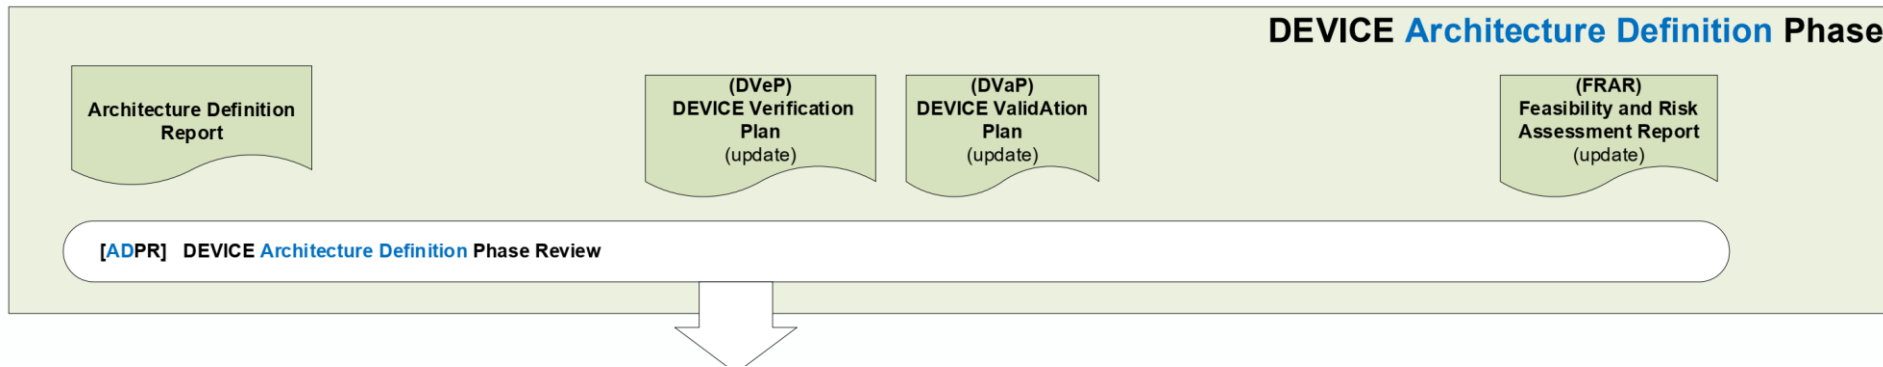 DEVICE Architecture Definition Phase
Architecture Definition
Report
(DVeP)
DEVICE Verification
Plan
(update)
(DVaP)
DEVICE ValidAtion
Plan
(update)
(FRAR)
Feasibility and Risk
Assessment Report
(update)
[ADPR] DEVICE Architecture Definition Phase Review